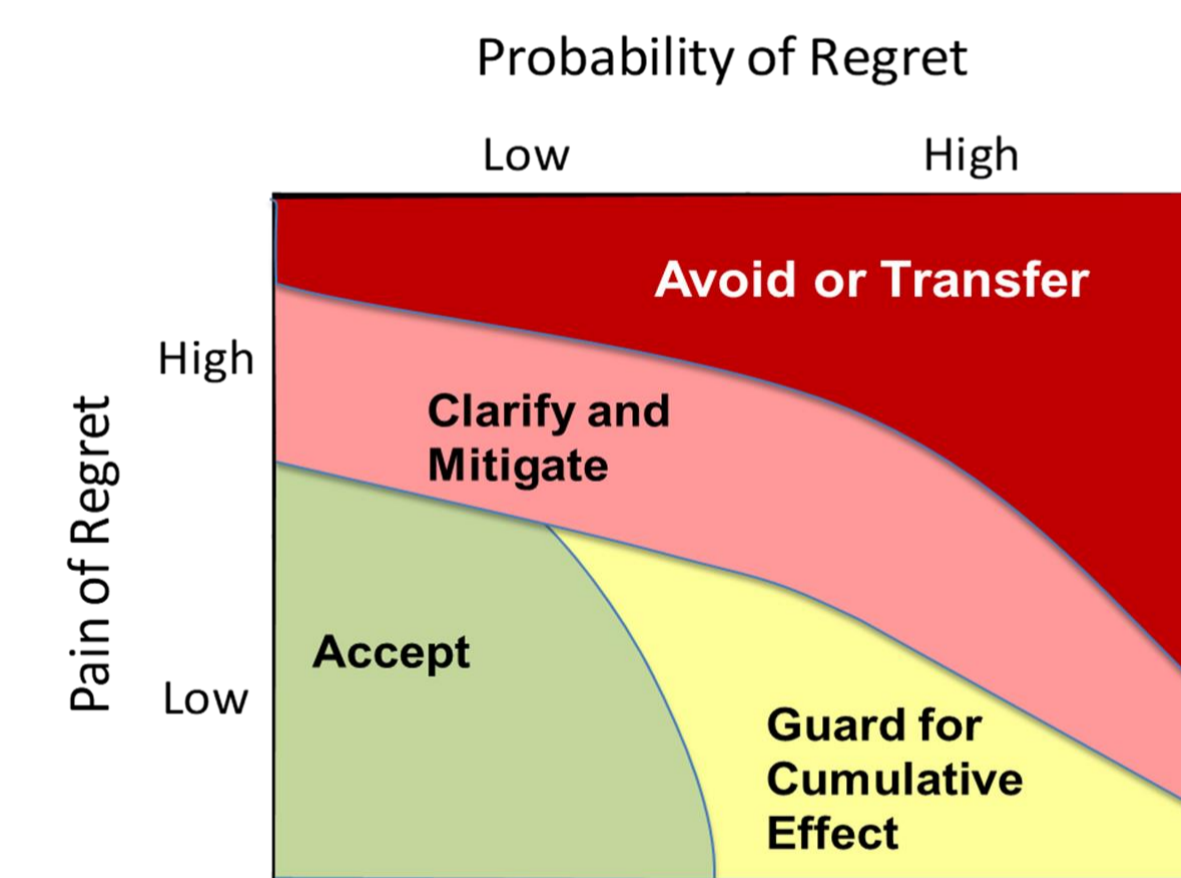 Probability of Regret
Low
High
Avoid or Transfer
High
Clarify and
Mitigate
Pain of Regret
Accept
Low
Guard for
Cumulative
Effect